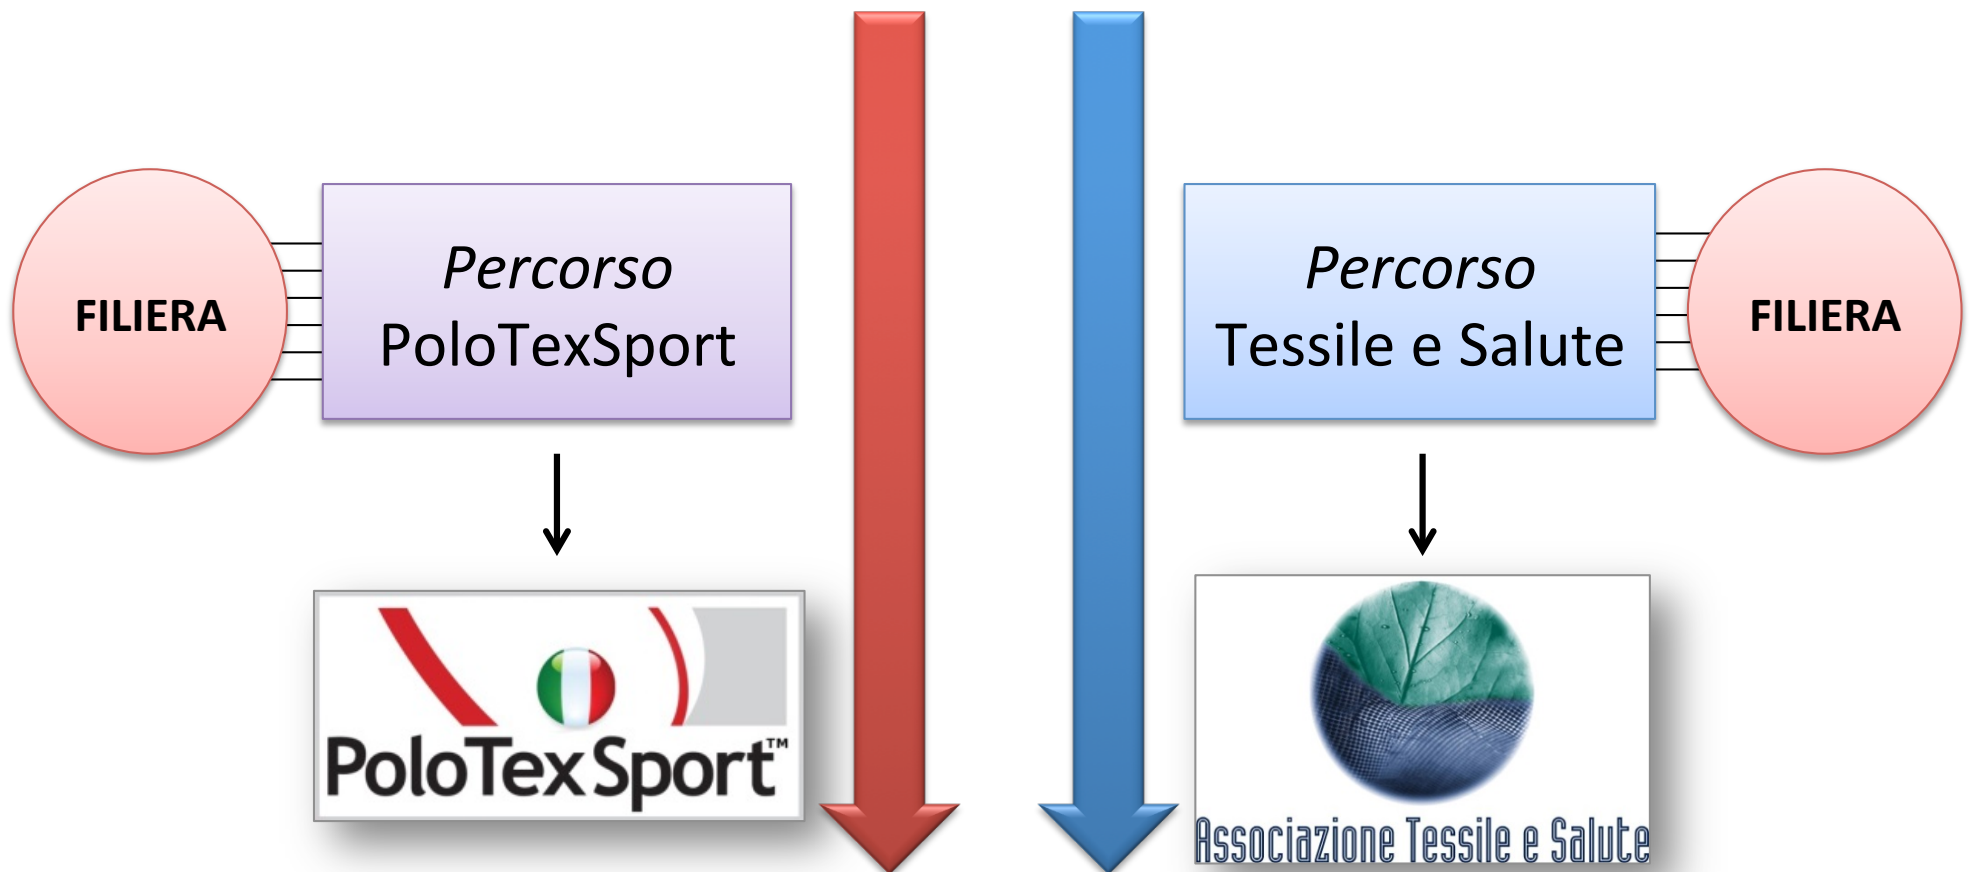 FILIERA
Percorso
PoloTexSport
Percorso
Tessile e Salute
FILIERA
PoloTexSport™
Associazione Tessile e Salute